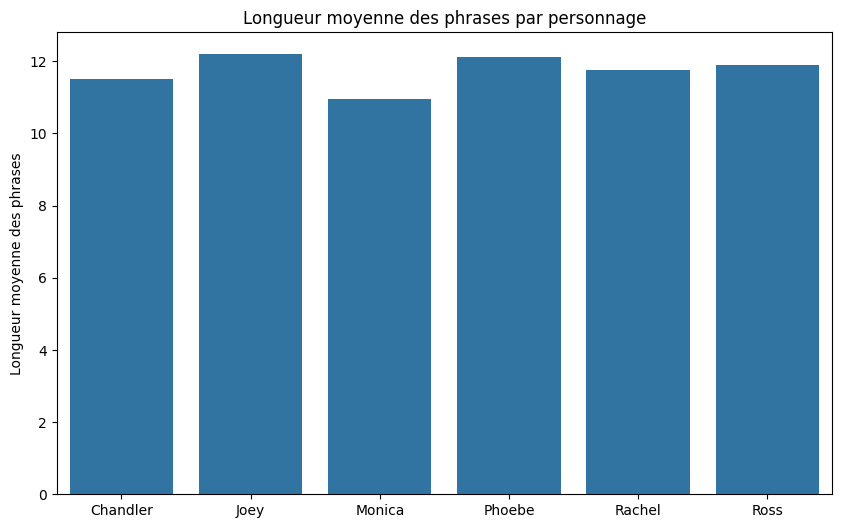 Longueur moyenne des phrases par personnage
Longueur moyenne des phrases
12
10
8
6
4
2
0
Chandler Joey Monica Phoebe Rachel Ross